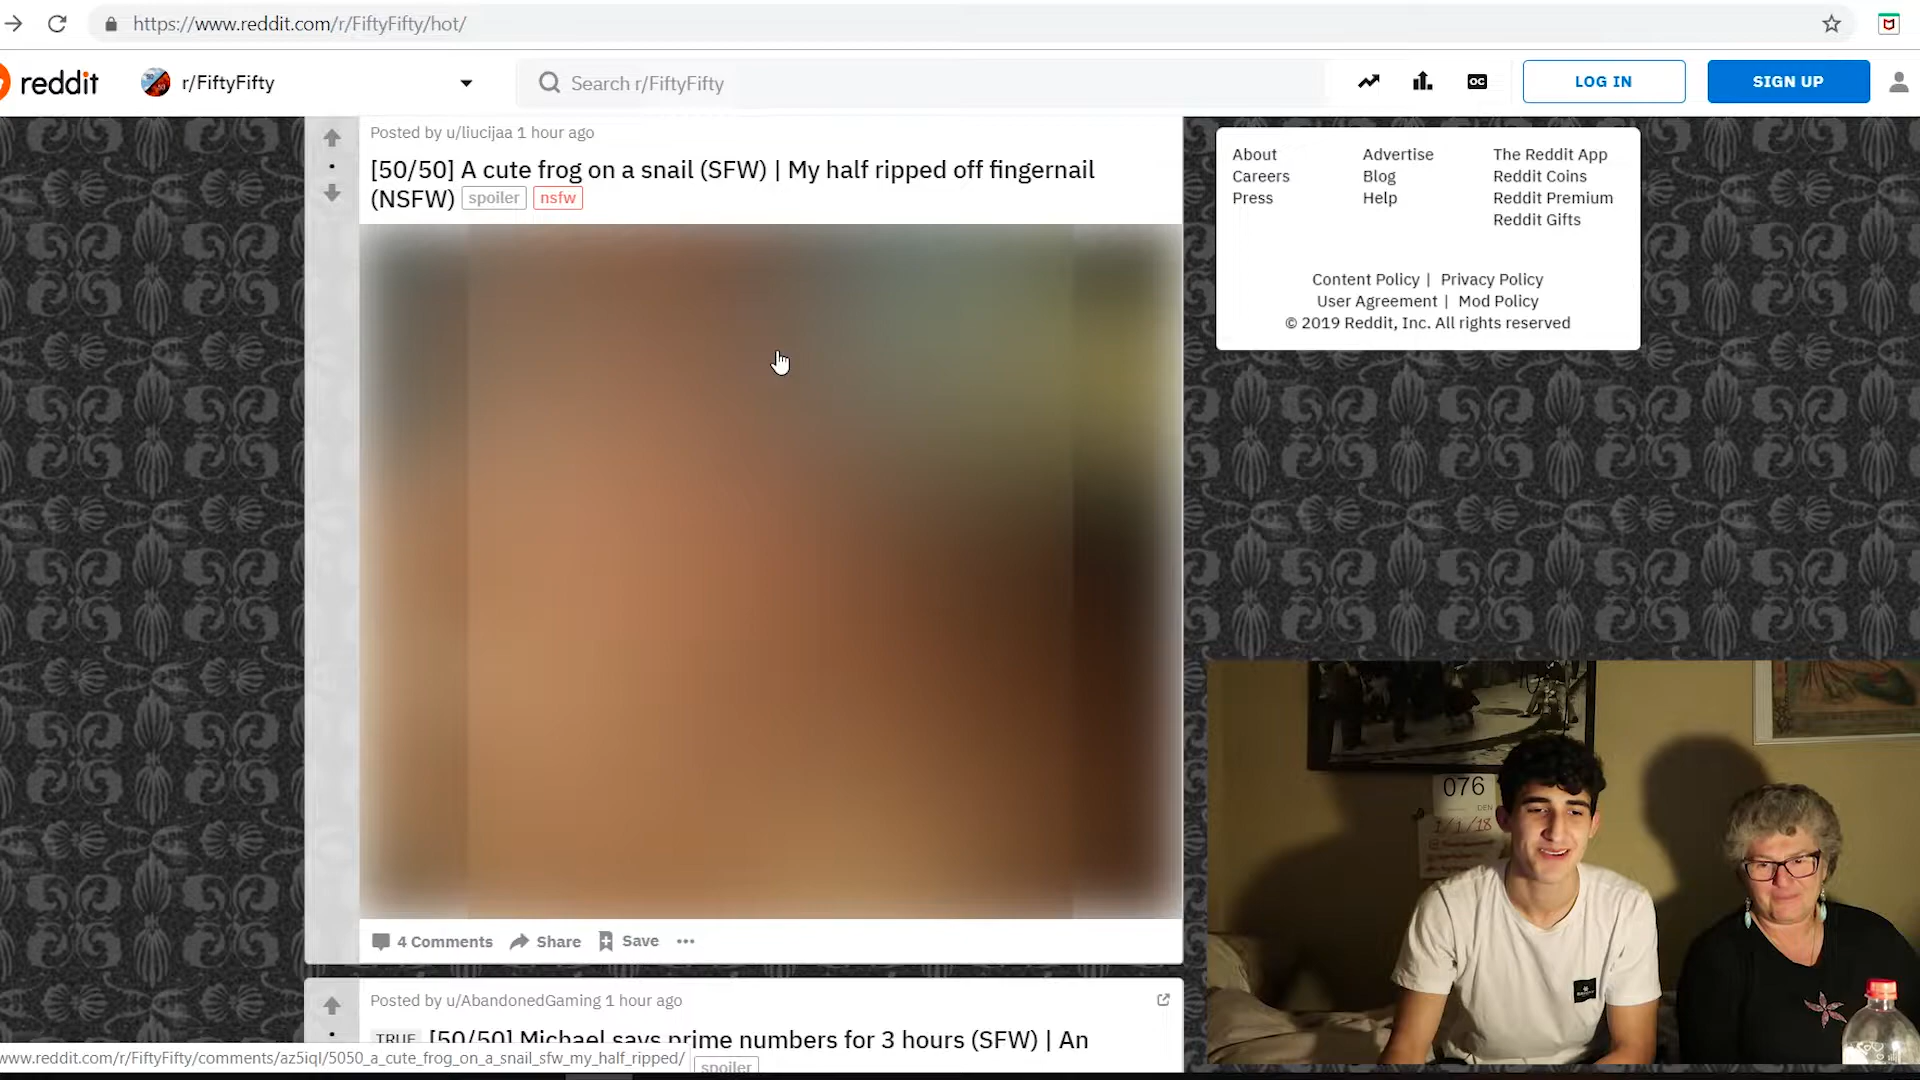 https://www.reddit.com/r/FiftyFifty/hot/
reddit
r/FiftyFifty
Search r/FiftyFifty
OC
LOG IN
SIGN UP
Posted by u/liucijaa 1 hour ago
[50/50] A cute frog on a snail (SFW) | My half ripped off fingernail
(NSFW) spoiler nsfw
About
Advertise
The Reddit App
Careers
Blog
Reddit Coins
Press
Help
Reddit Premium
Reddit Gifts
Content Policy | Privacy Policy
User Agreement | Mod Policy
© 2019 Reddit, Inc. All rights reserved
076
DEN
1/1/18
4 Comments Share Save
Posted by u/AbandonedGaming 1 hour ago
TRUE [50/50] Michael says prime numbers for 3 hours (SFW) | An
spoiler
www.reddit.com/r/FiftyFifty/comments/az5iql/5050_a_cute_frog_on_a_snail_sfw_my_half_ripped/